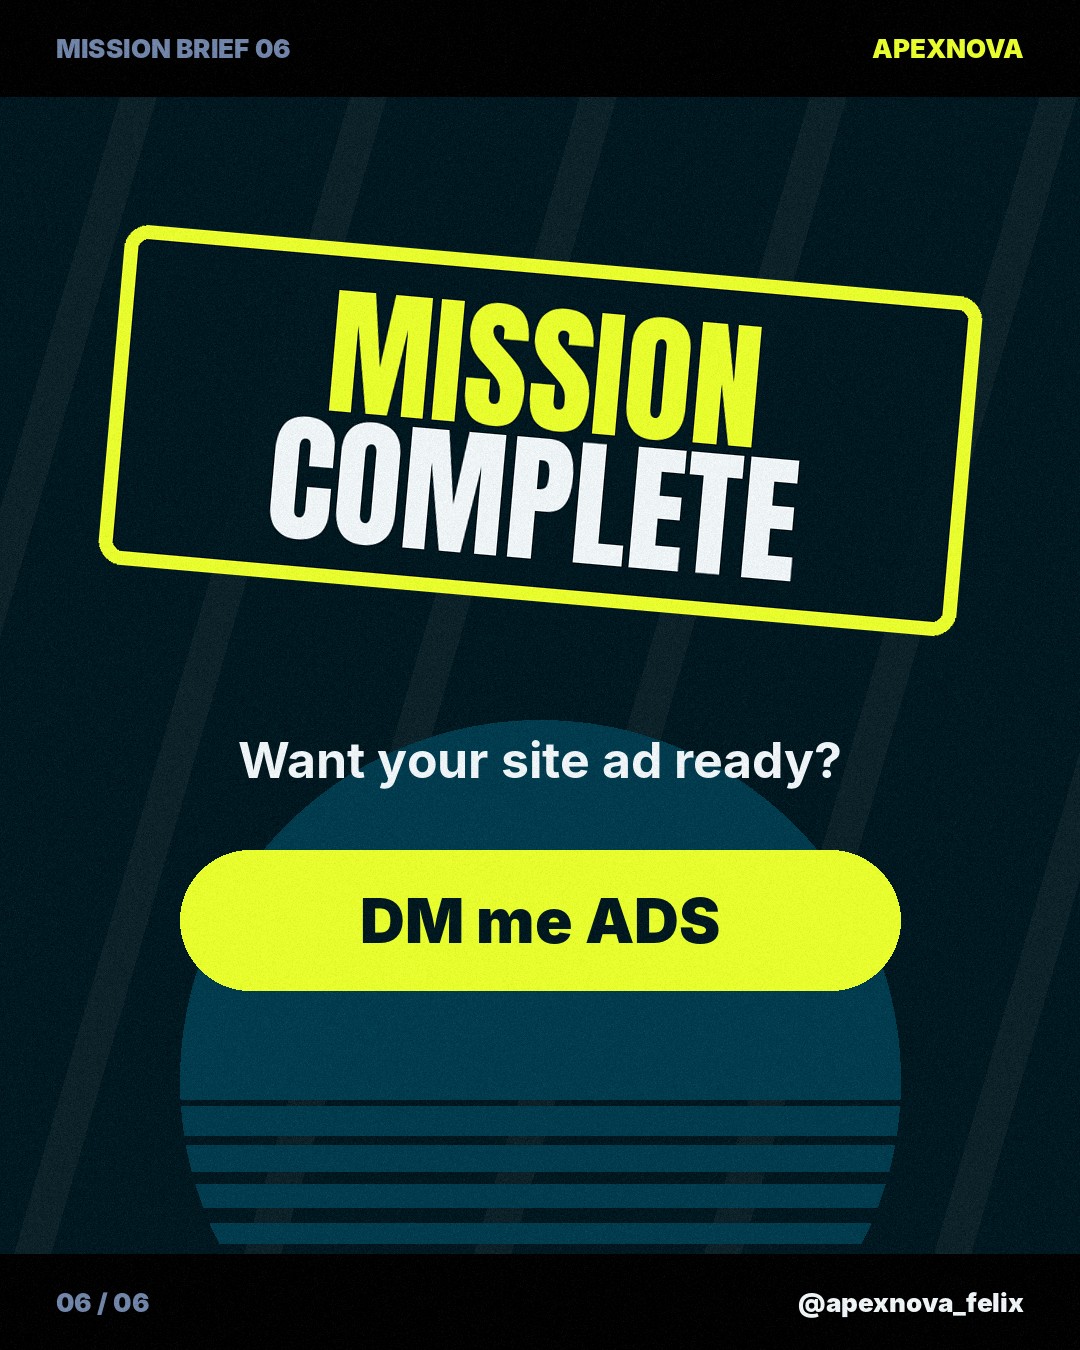 MISSION BRIEF 06
APEXNOVA
MISSION
COMPLETE
Want your site ad ready?
DM me ADS
06 / 06
@apexnova_felix